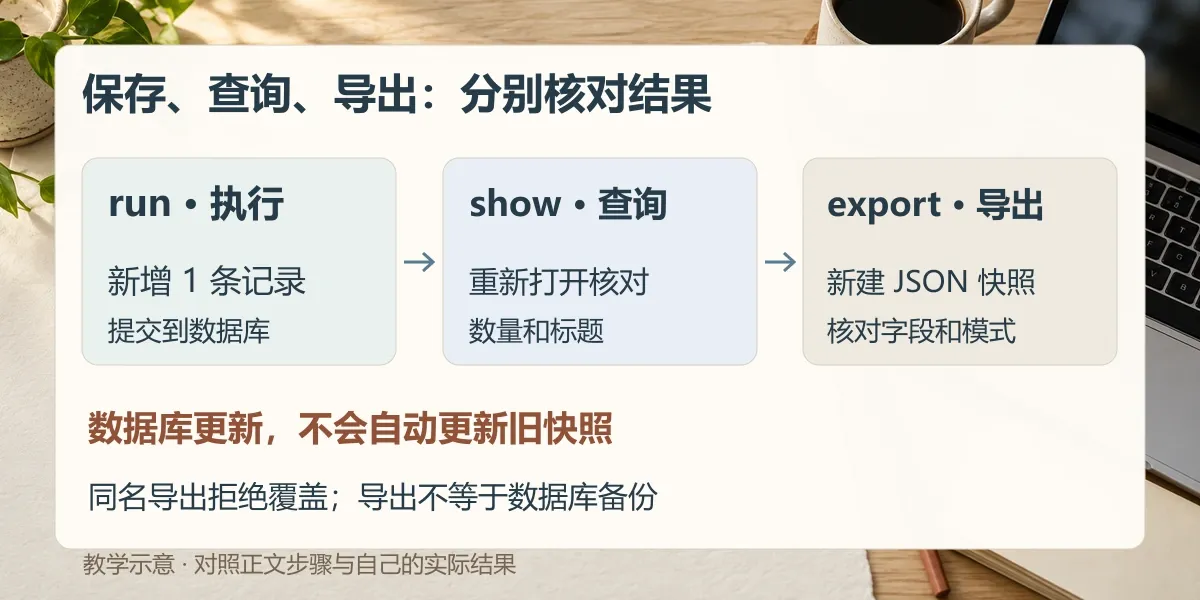 保存、查询、导出：分别核对结果
run • 执行
新增 1 条记录
提交到数据库
→
show • 查询
重新打开核对
数量和标题
→
export • 导出
新建 JSON 快照
核对字段和模式
数据库更新，不会自动更新旧快照
同名导出拒绝覆盖；导出不等于数据库备份
教学示意 · 对照正文步骤与自己的实际结果